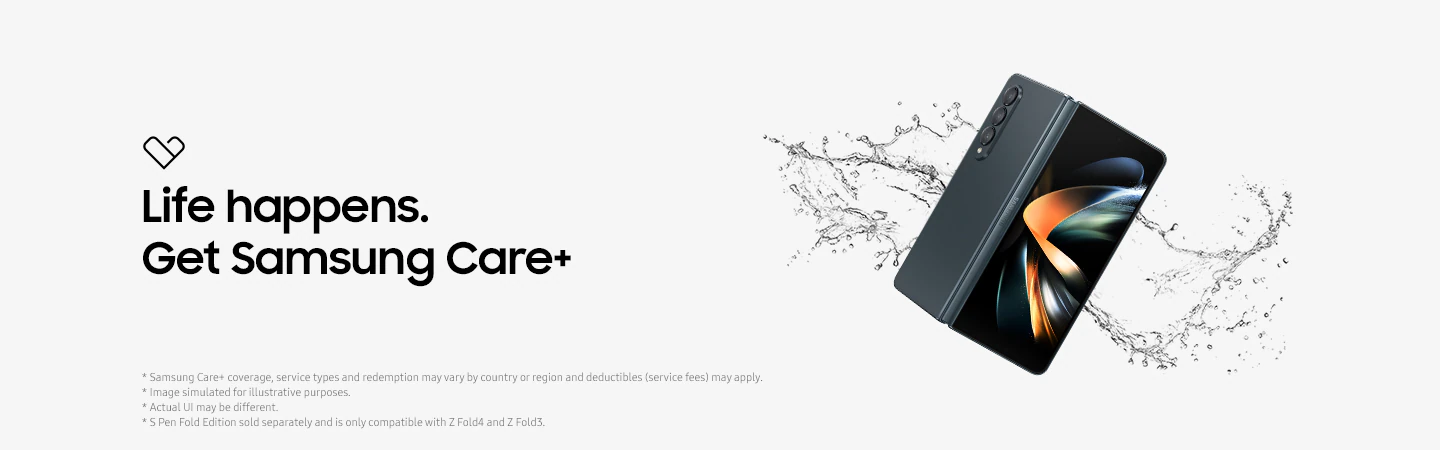 Life happens.
Get Samsung Care+
* Samsung Care+ coverage, service types and redemption may vary by country or region and deductibles (service fees) may apply.
* Image simulated for illustrative purposes.
* Actual UI may be different.
* S Pen Fold Edition sold separately and is only compatible with Z Fold4 and Z Fold3.